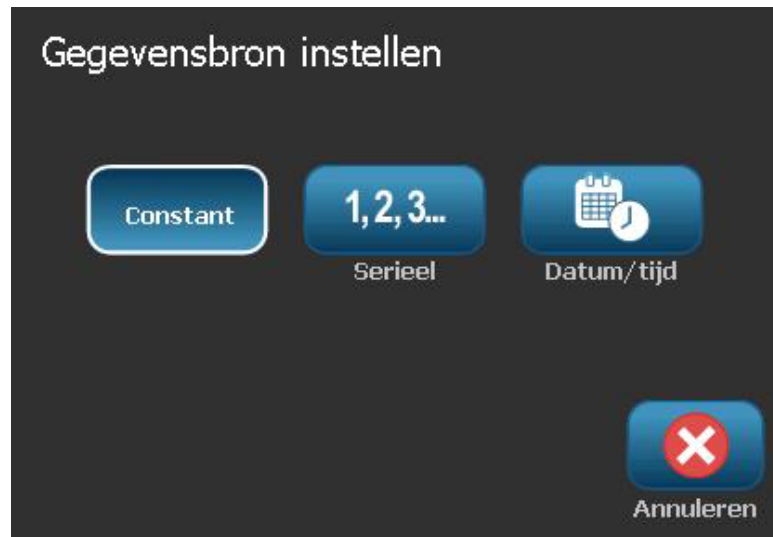 Gegevensbron instellen
Constant
1, 2, 3...
Serieel
Datum/tijd
Annuleren